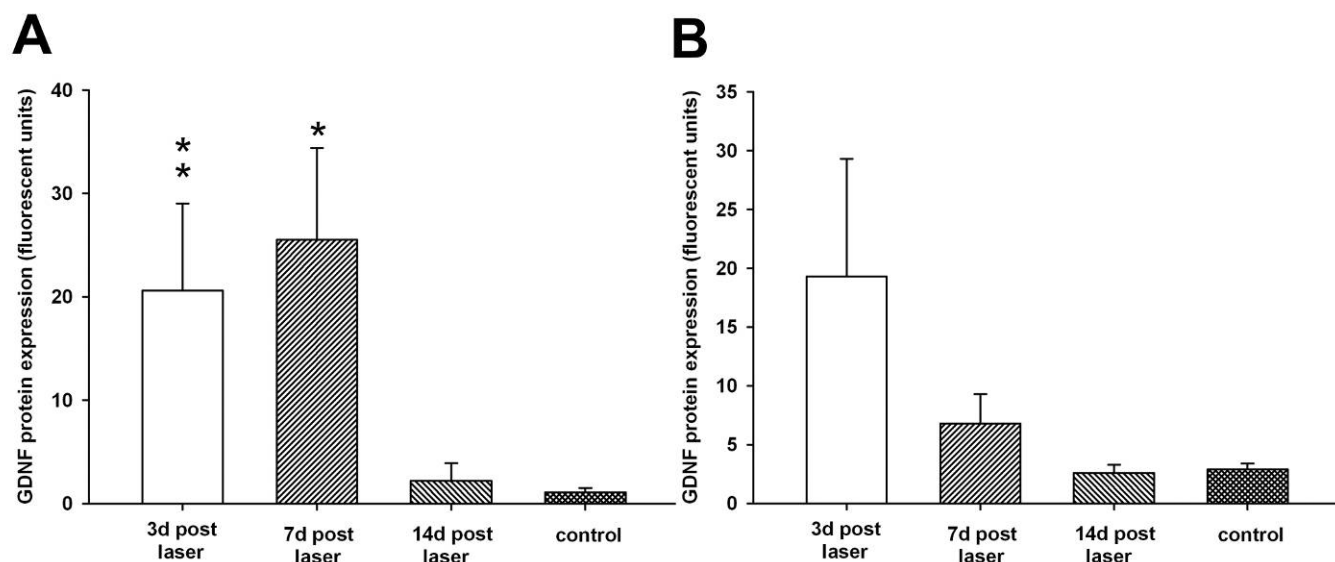 A
GDNF protein expression (fluorescent units)
40
30
20
10
0
*
*
*
3d post
laser
7d post
laser
14d post
laser
control
B
GDNF protein expression (fluorescent units)
35
30
25
20
15
10
5
0
3d post
laser
7d post
laser
14d post
laser
control